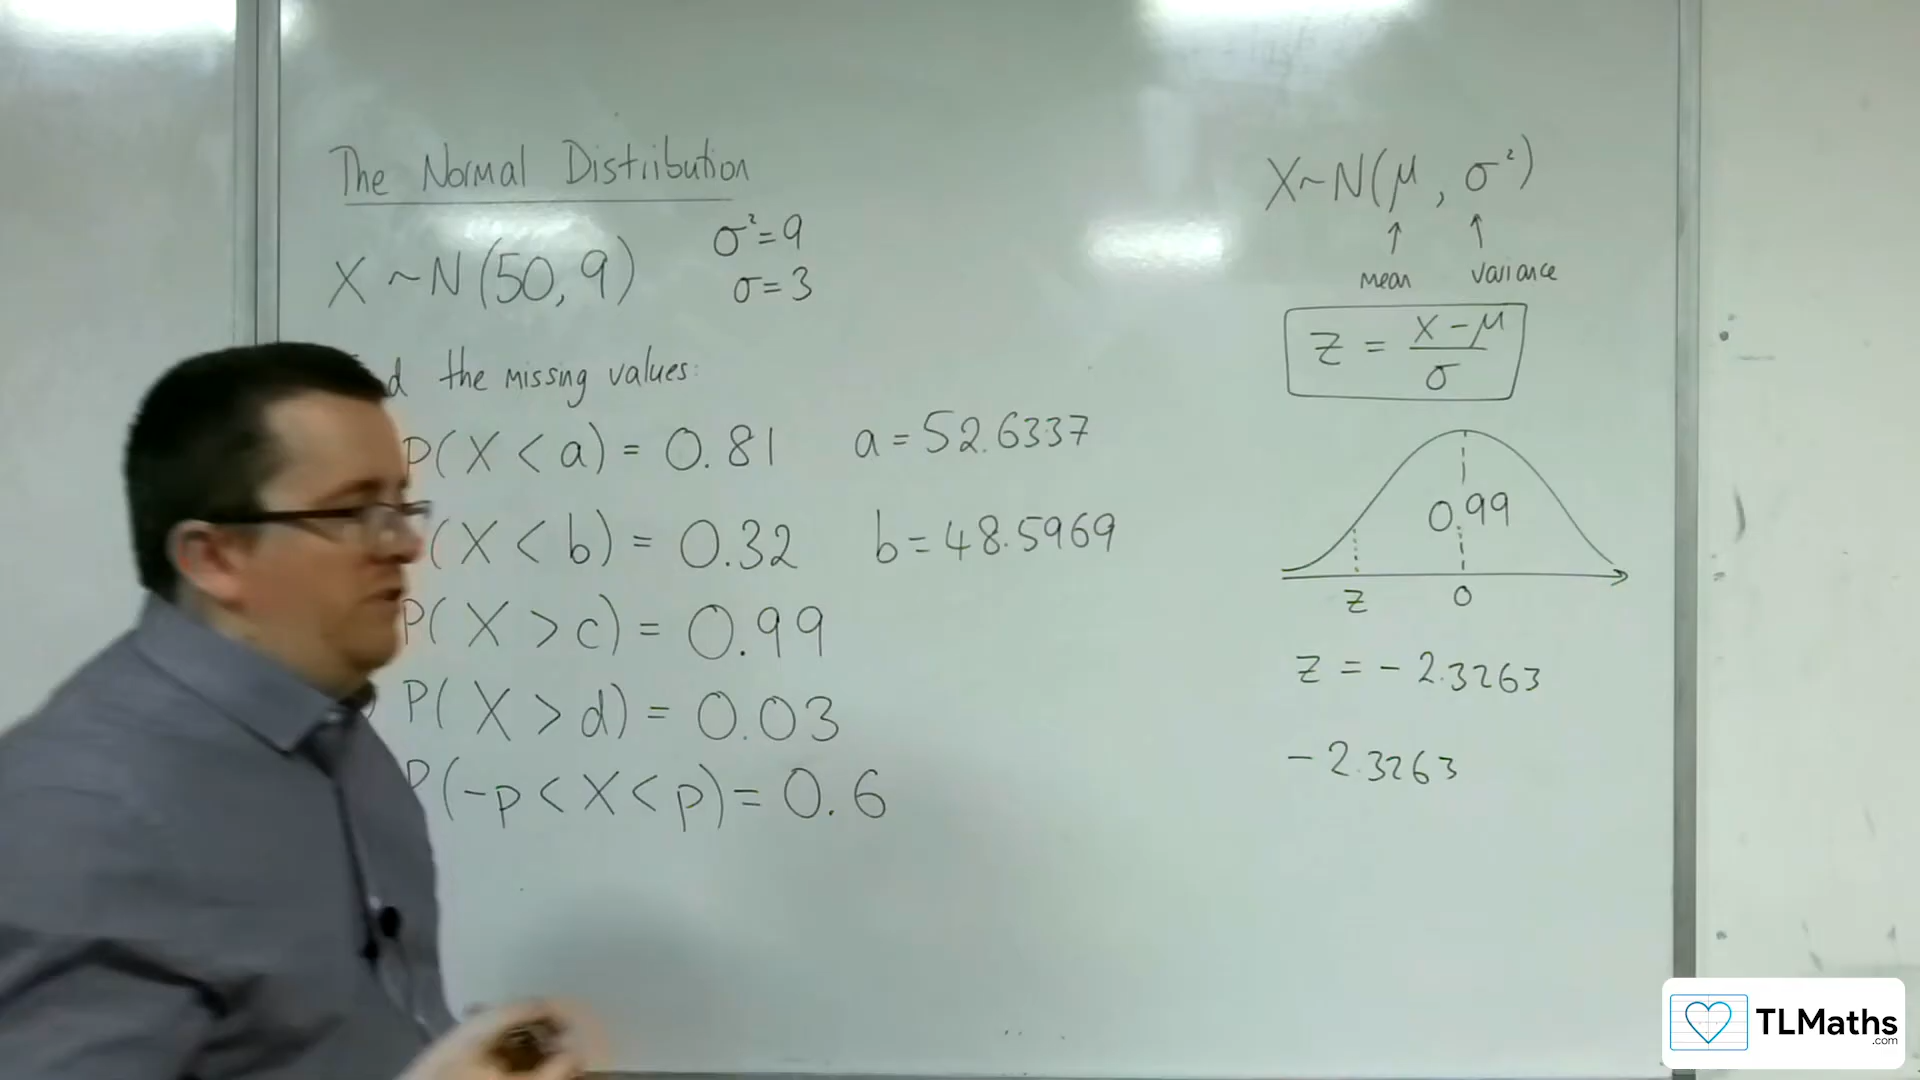 The Normal Distribution
X ~ N(50, 9)
σ² = 9
σ = 3
the missing values:
P(X < a) = 0.81 a = 52.6337
(X < b) = 0.32 b = 48.5969
P(X > c) = 0.99
P(X > d) = 0.03
P(-p < X < p) = 0.6
X ~ N(μ, σ²)
↑ ↑
mean variance
z = (x - μ)/σ
0.99
z 0
z = - 2.3263
- 2.3263
TLMaths
.com